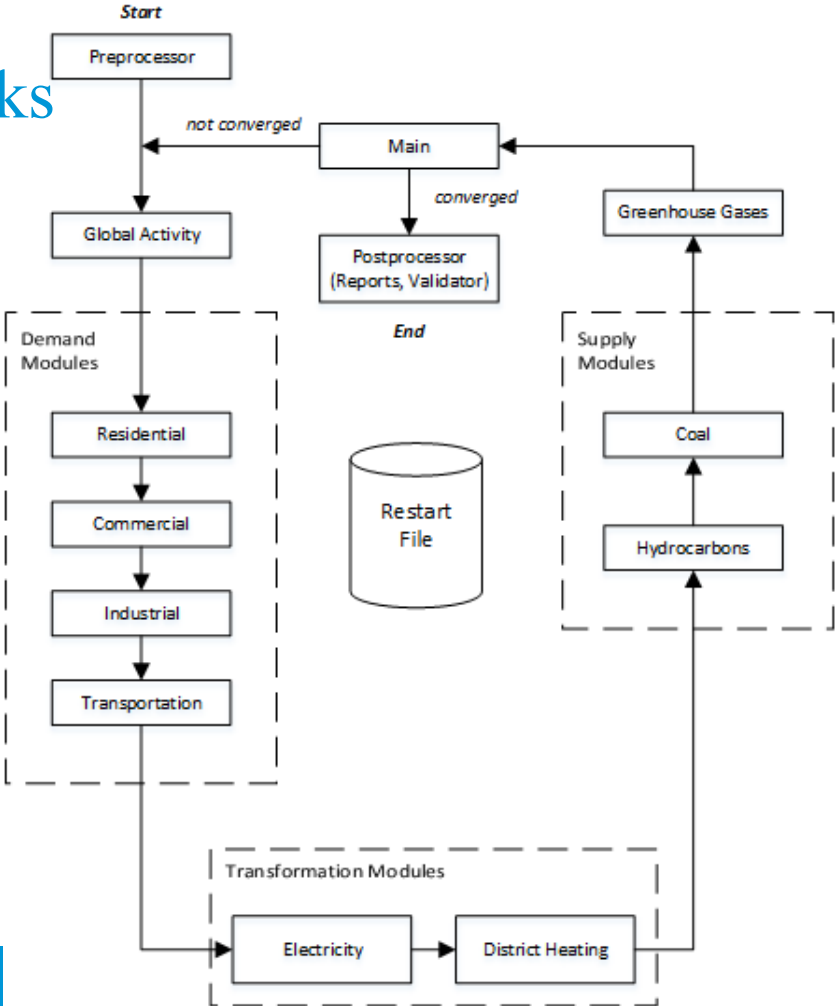 Start
Preprocessor
ks
not converged
Main
converged
Global Activity
Greenhouse Gases
Postprocessor
(Reports, Validator)
End
Demand
Modules
Supply
Modules
Residential
Coal
Commercial
Restart
File
Hydrocarbons
Industrial
Transportation
Transformation Modules
Electricity
District Heating